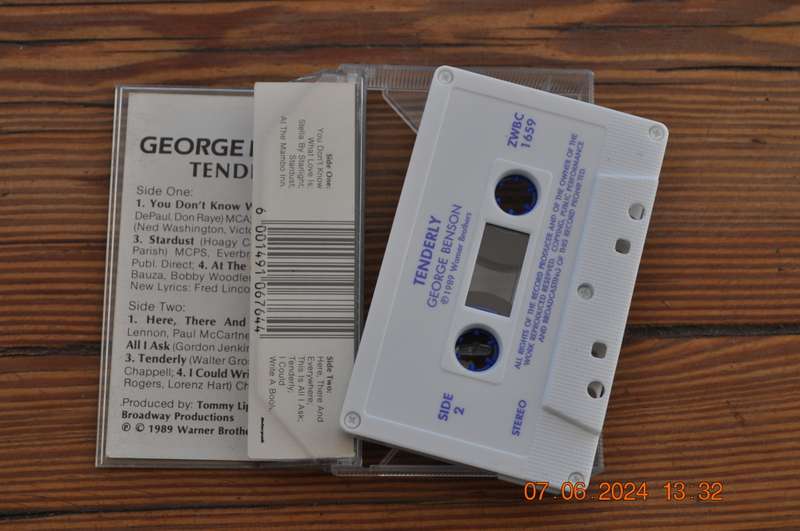 GEORGE
TENDE
Side One:
1. You Don't Know W
DePaul, Don Raye) MCA
(Ned Washington, Victo
3. Stardust (Hoagy C
Parish) MCPS, Everbr
Publ. Direct; 4. At The
Bauza, Bobby Woodle
New Lyrics: Fred Linco
Side Two:
1. Here, There And
Lennon, Paul McCartne
All I Ask (Gordon Jenkin
3. Tenderly (Walter Gros
Chappell; 4. I Could Wri
Rogers, Lorenz Hart) Ch
Produced by: Tommy Lip
Broadway Productions
℗ © 1989 Warner Brothe
Side One:
You Don't Know
What Love Is;
Stella By Starlight;
Stardust;
At The Mambo Inn.
6 001491 067644
Side Two:
Here, There And
Everywhere;
This Is All I Ask;
Tenderly;
I Could
Write A Book.
TENDERLY
GEORGE BENSON
℗1989 Warner Brothers
ZWBC
1659
SIDE
2
STEREO
ALL RIGHTS OF THE RECORD PRODUCER AND OF THE OWNER OF THE
WORK REPRODUCED RESERVED. COPYING, PUBLIC PERFORMANCE
AND BROADCASTING OF THIS RECORD PROHIBITED
07.06.2024 13:32